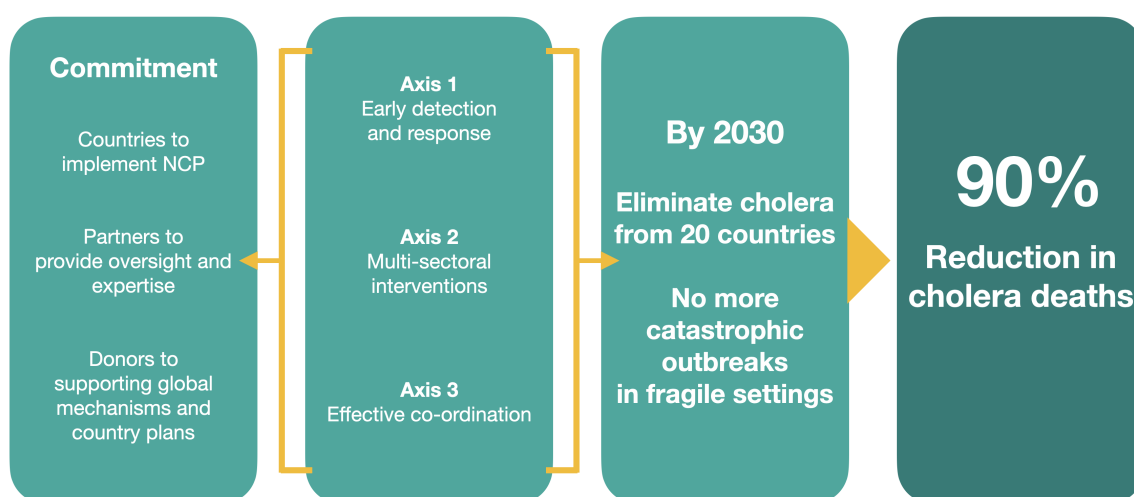 Commitment
Countries to
implement NCP
Partners to
provide oversight and
expertise
Donors to
supporting global
mechanisms and
country plans
Axis 1
Early detection
and response
Axis 2
Multi-sectoral
interventions
Axis 3
Effective co-ordination
By 2030
Eliminate cholera
from 20 countries
No more
catastrophic
outbreaks
in fragile settings
90%
Reduction in
cholera deaths